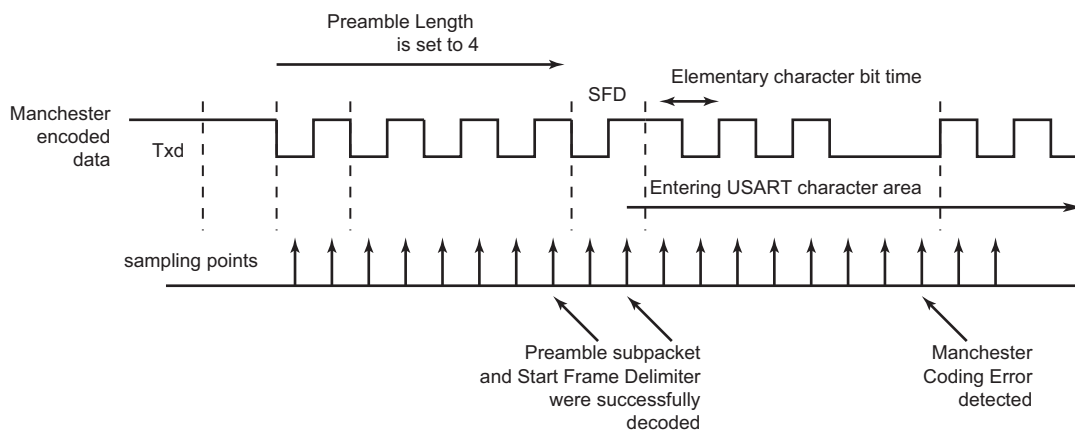 Preamble Length
is set to 4
Elementary character bit time
SFD
Manchester
encoded
data
Txd
Entering USART character area
sampling points
Preamble subpacket
and Start Frame Delimiter
were successfully
decoded
Manchester
Coding Error
detected